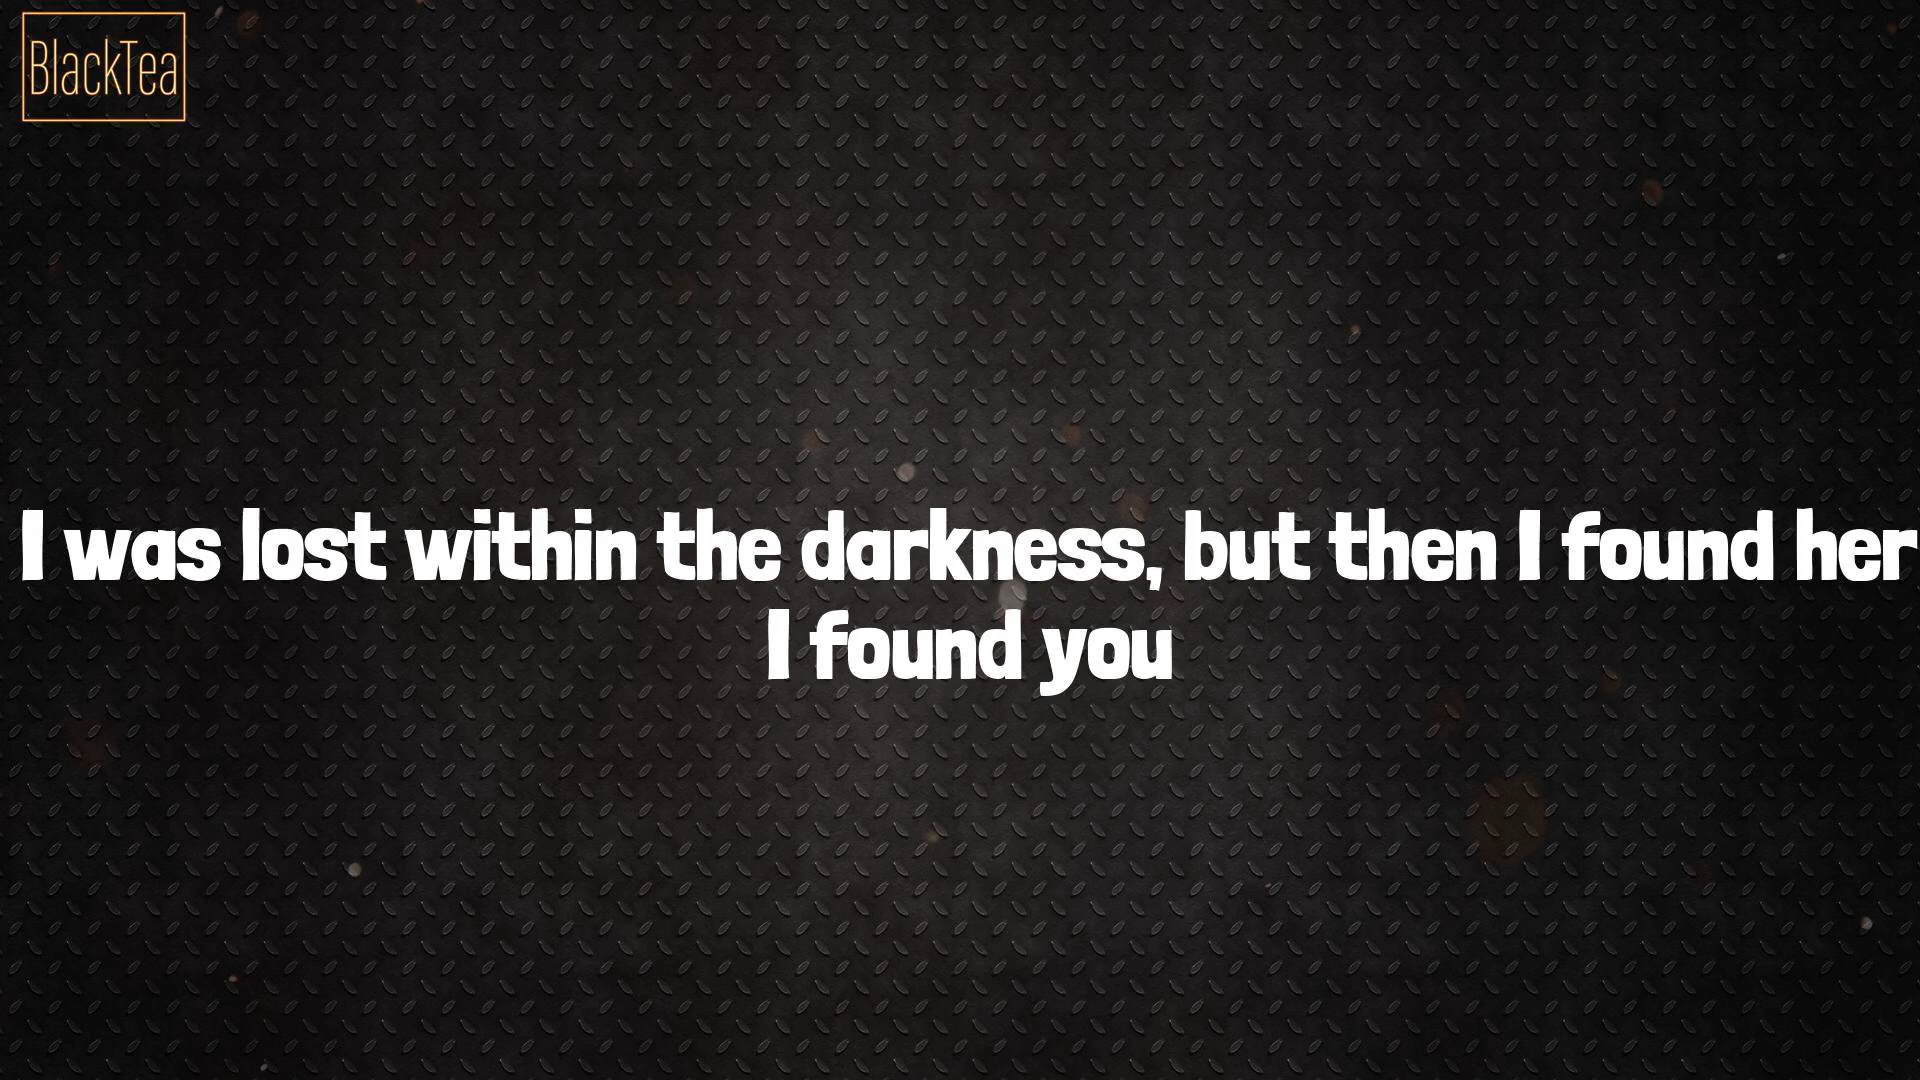 BlackTea
I was lost within the darkness, but then I found her
I found you